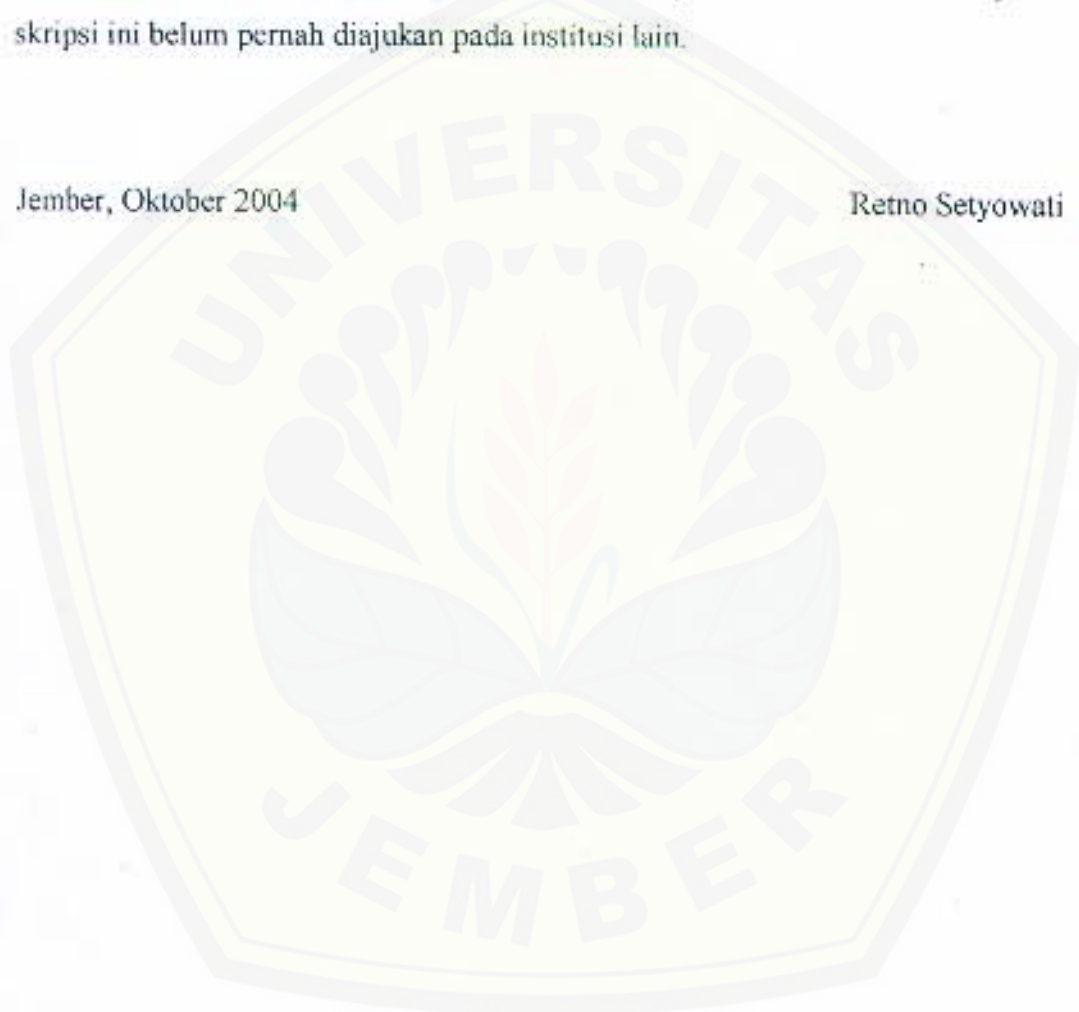 skripsi ini belum pernah diajukan pada institusi lain.
Jember, Oktober 2004 Retno Setyowati
UNIVERSITAS
JEMBER